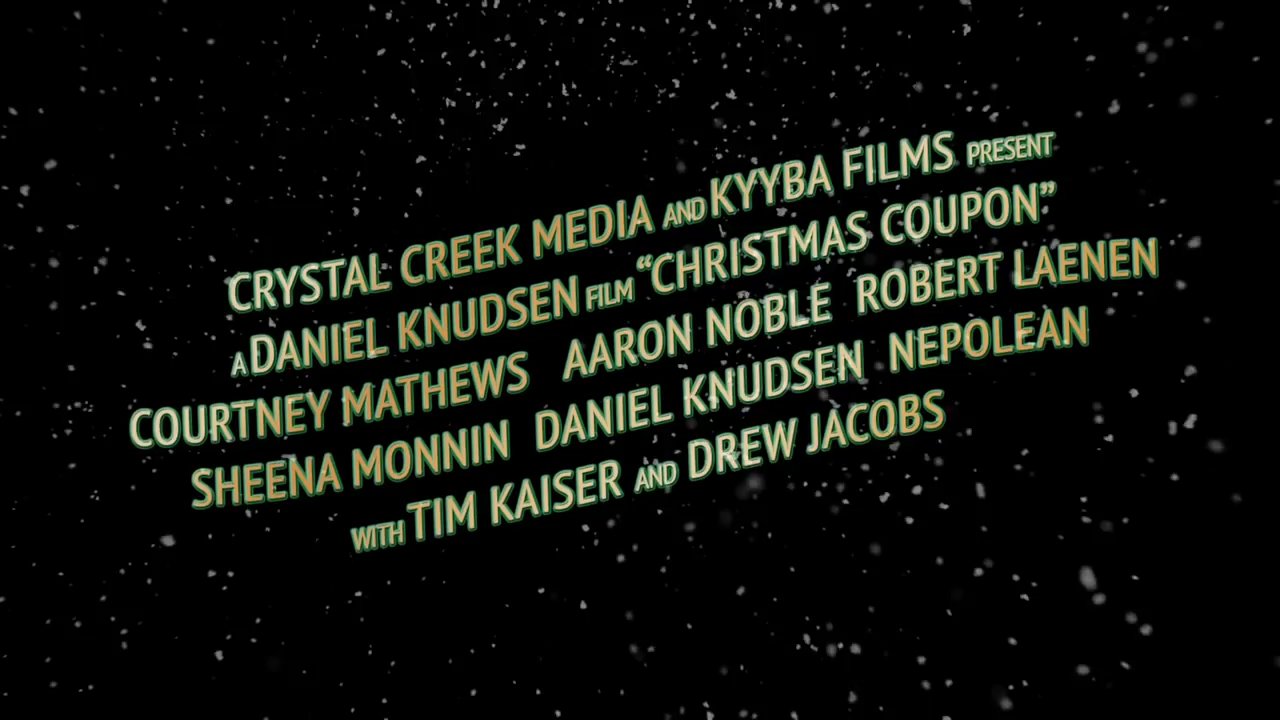 CRYSTAL CREEK MEDIA AND KYYBA FILMS PRESENT
A DANIEL KNUDSEN FILM “CHRISTMAS COUPON”
COURTNEY MATHEWS AARON NOBLE ROBERT LAENEN
SHEENA MONNIN DANIEL KNUDSEN NEPOLEAN
WITH TIM KAISER AND DREW JACOBS